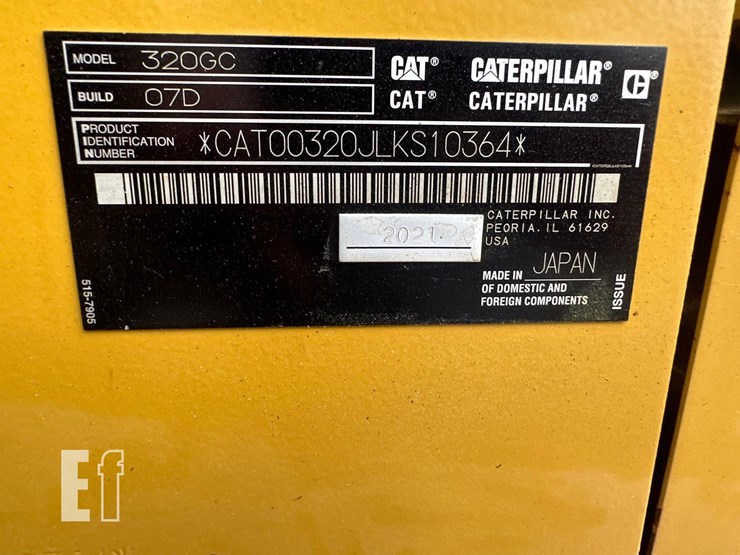 MODEL 320GC
BUILD 07D
CAT® CATERPILLAR®
CAT® CATERPILLAR®
PRODUCT
IDENTIFICATION
NUMBER
*CAT00320JLKS10364*
2021
CATERPILLAR INC.
PEORIA, IL 61629
USA
MADE IN JAPAN
OF DOMESTIC AND
FOREIGN COMPONENTS
ISSUE
515-7905
Ef